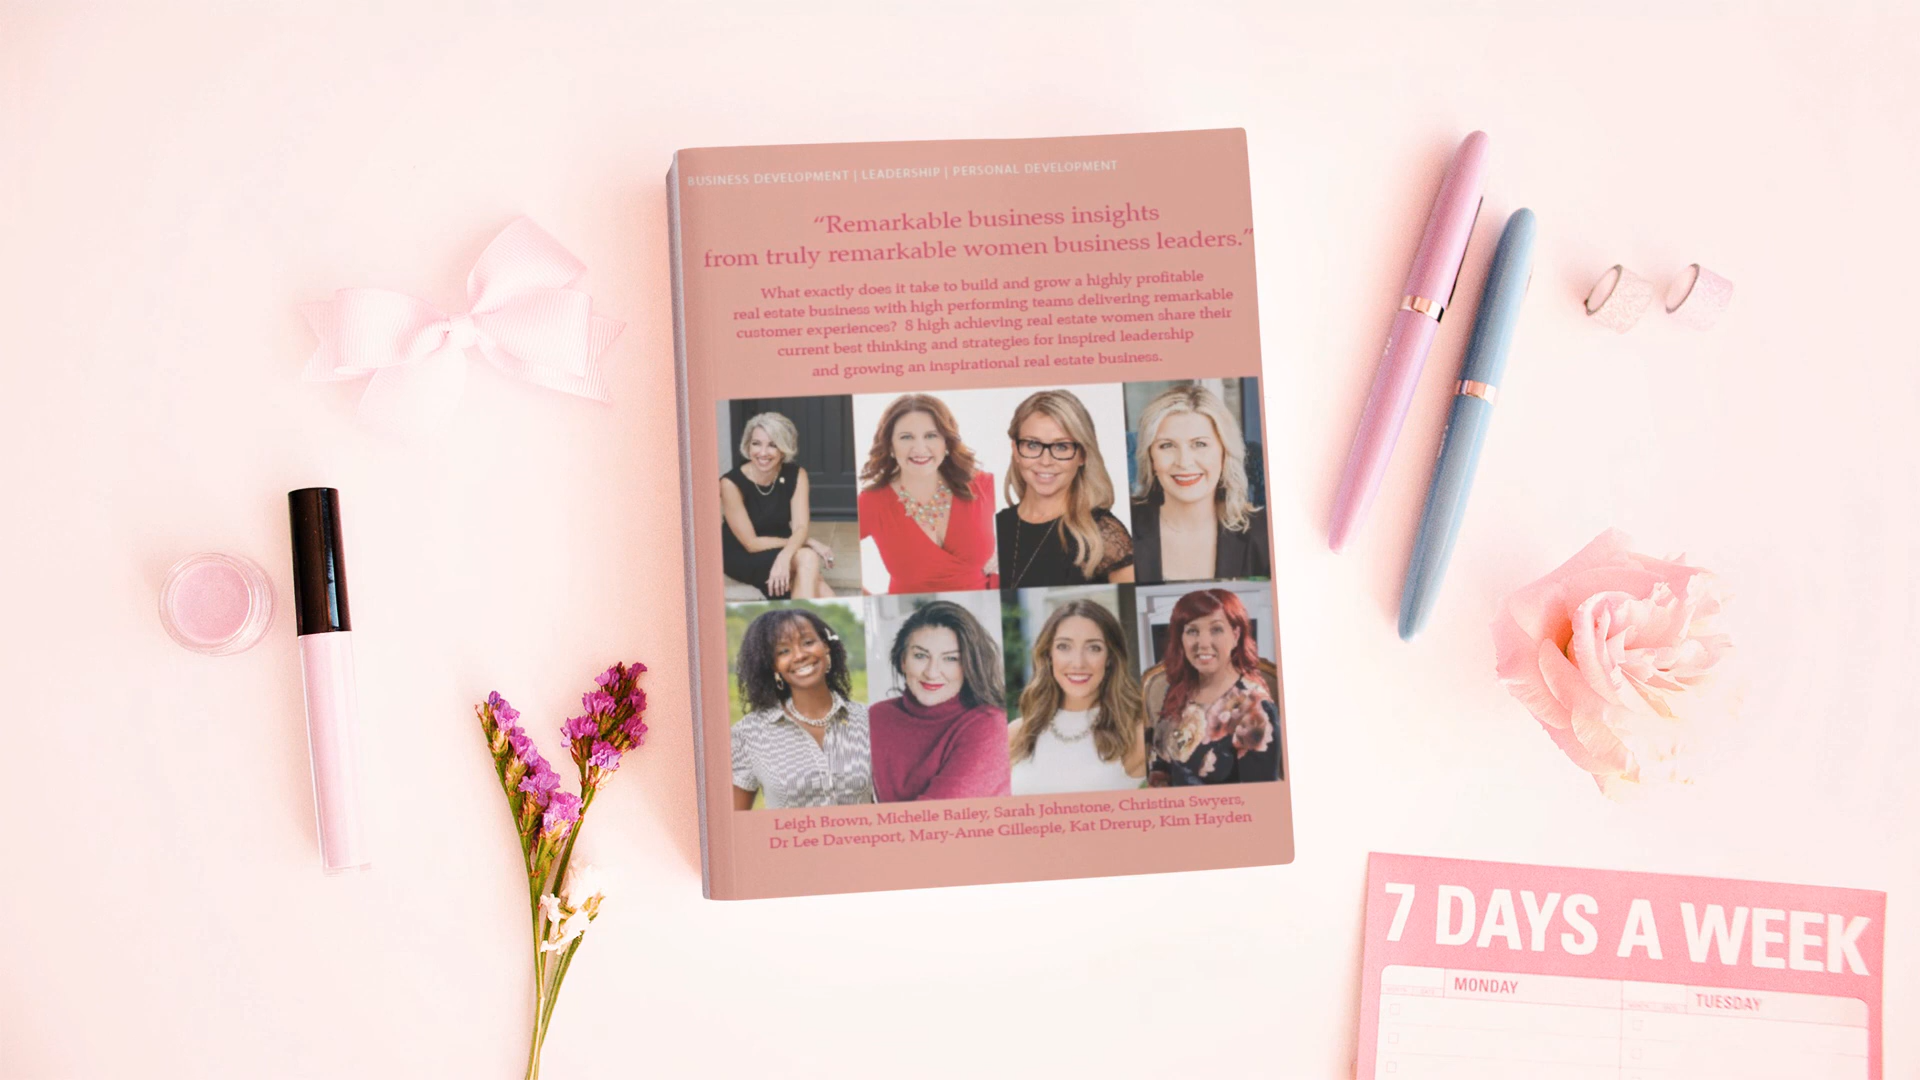 BUSINESS DEVELOPMENT | LEADERSHIP | PERSONAL DEVELOPMENT
“Remarkable business insights
from truly remarkable women business leaders.”
What exactly does it take to build and grow a highly profitable
real estate business with high performing teams delivering remarkable
customer experiences? 8 high achieving real estate women share their
current best thinking and strategies for inspired leadership
and growing an inspirational real estate business.
Leigh Brown, Michelle Bailey, Sarah Johnstone, Christina Swyers,
Dr Lee Davenport, Mary-Anne Gillespie, Kat Drerup, Kim Hayden
7 DAYS A WEEK
MONDAY
TUESDAY